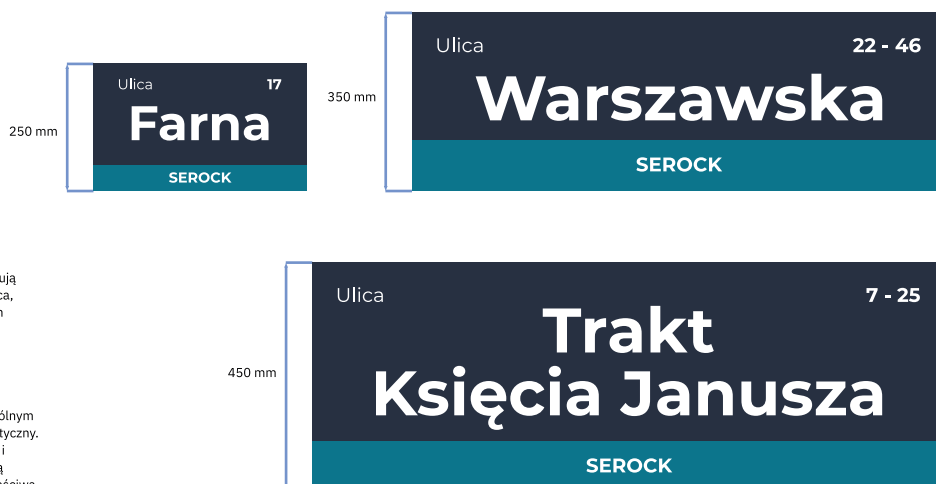 Ulica 17
Farna
SEROCK
250 mm
350 mm
Ulica 22 - 46
Warszawska
SEROCK
450 mm
Ulica 7 - 25
Trakt
Księcia Janusza
SEROCK
i